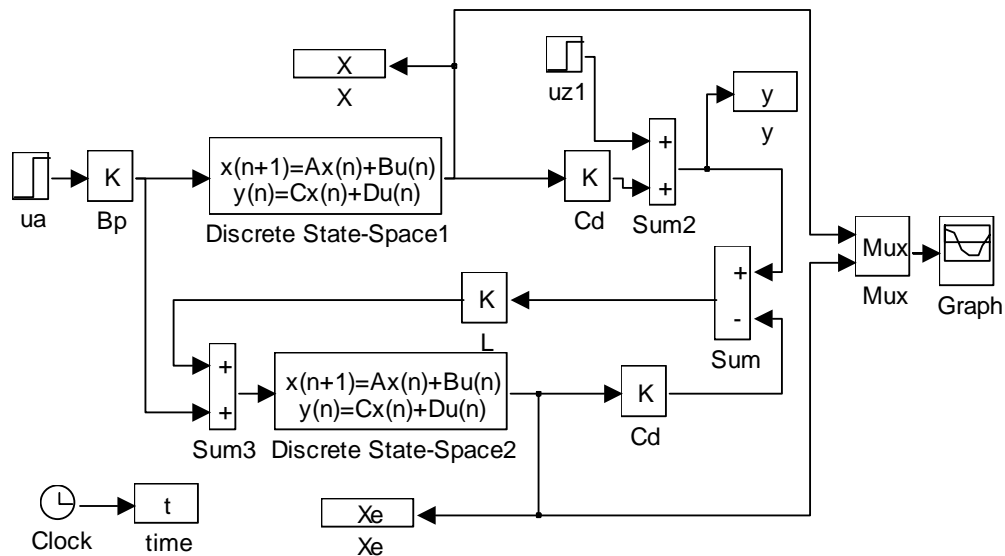 X
X
uz1
y
y
ua
K
Bp
x(n+1)=Ax(n)+Bu(n)
y(n)=Cx(n)+Du(n)
Discrete State-Space1
K
Cd
+
+
Sum2
Mux
Mux
Graph
K
L
+
-
Sum
+
+
Sum3
x(n+1)=Ax(n)+Bu(n)
y(n)=Cx(n)+Du(n)
Discrete State-Space2
K
Cd
Clock
t
time
Xe
Xe